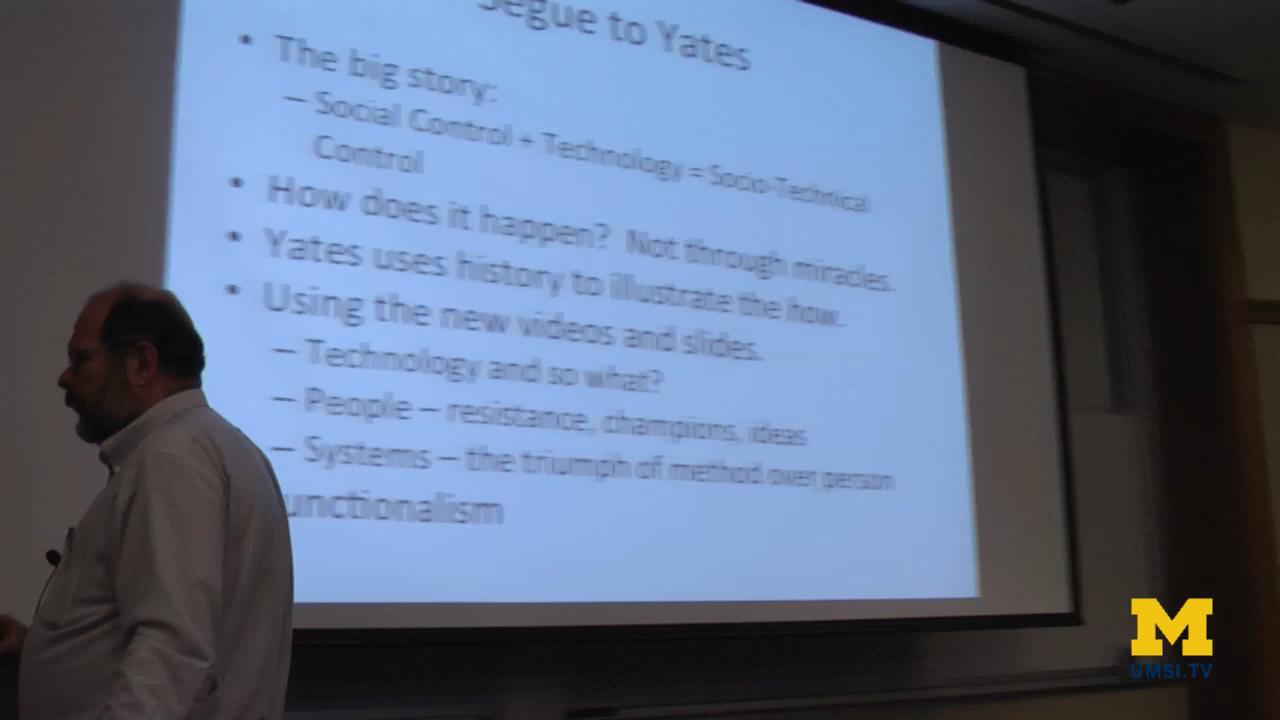 Segue to Yates
• The big story:
– Social Control + Technology = Socio-Technical
Control
• How does it happen? Not through miracles.
• Yates uses history to illustrate the how.
• Using the new videos and slides.
– Technology and so what?
– People – resistance, champions, ideas
– Systems – the triumph of method over person
unctionalism
M
UMSI.TV